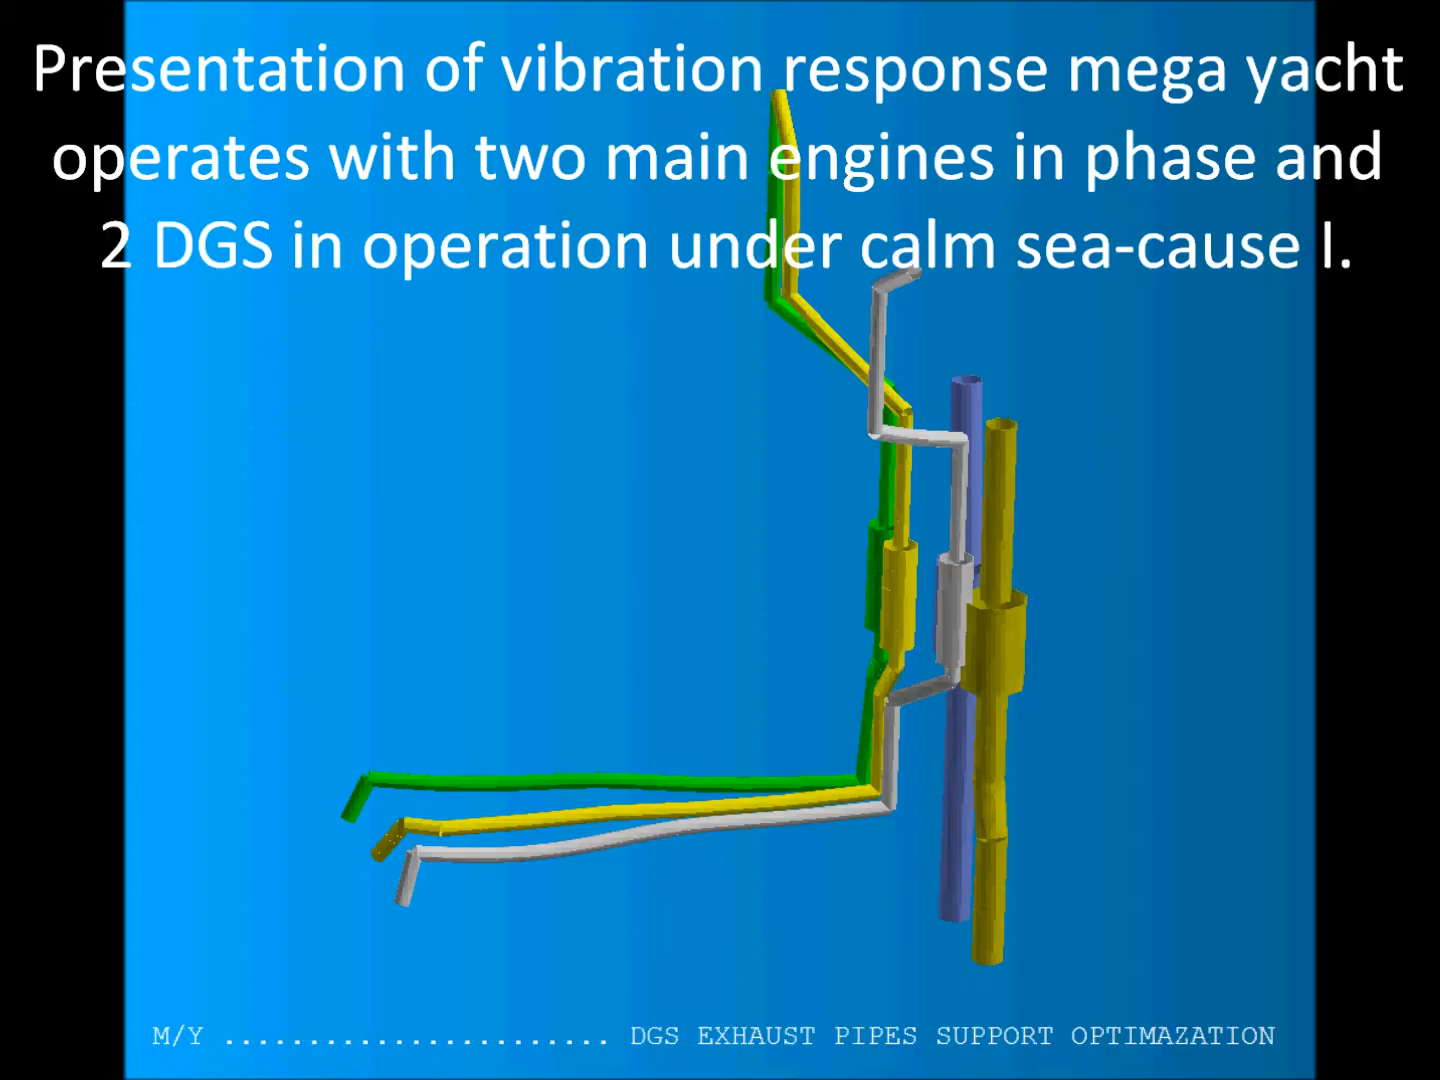 Presentation of vibration response mega yacht
operates with two main engines in phase and
2 DGS in operation under calm sea-cause I.
M/Y ....................... DGS EXHAUST PIPES SUPPORT OPTIMAZATION